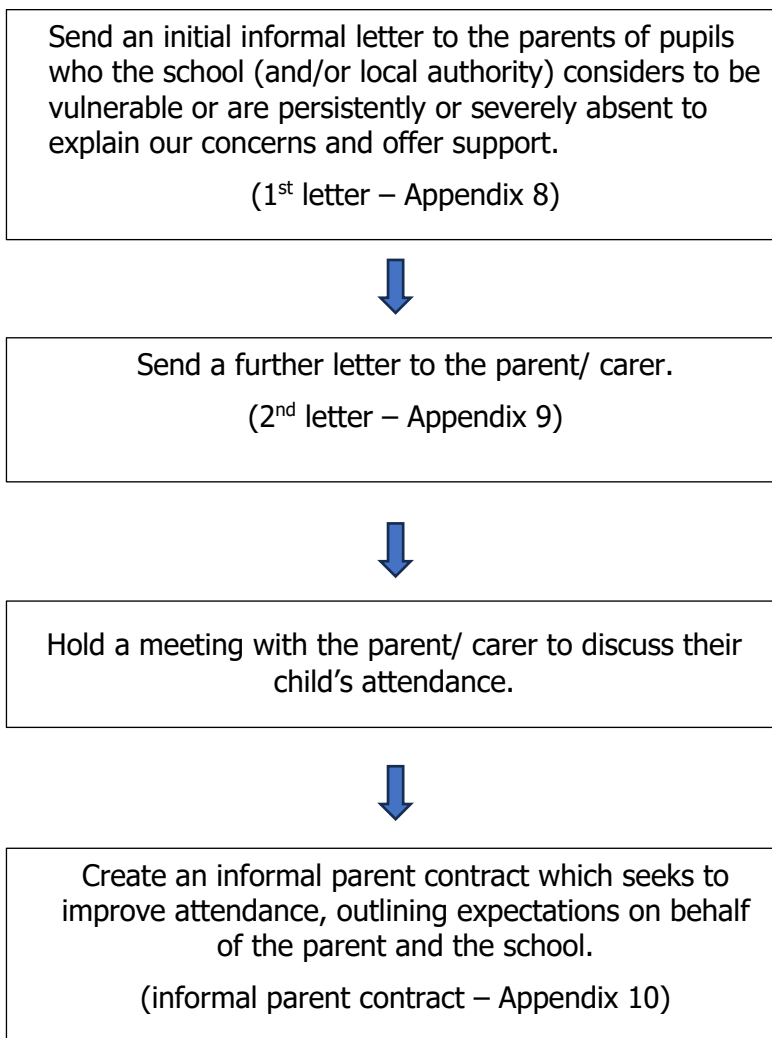 Send an initial informal letter to the parents of pupils
who the school (and/or local authority) considers to be
vulnerable or are persistently or severely absent to
explain our concerns and offer support.
(1st letter – Appendix 8)
Send a further letter to the parent/ carer.
(2nd letter – Appendix 9)
Hold a meeting with the parent/ carer to discuss their
child’s attendance.
Create an informal parent contract which seeks to
improve attendance, outlining expectations on behalf
of the parent and the school.
(informal parent contract – Appendix 10)